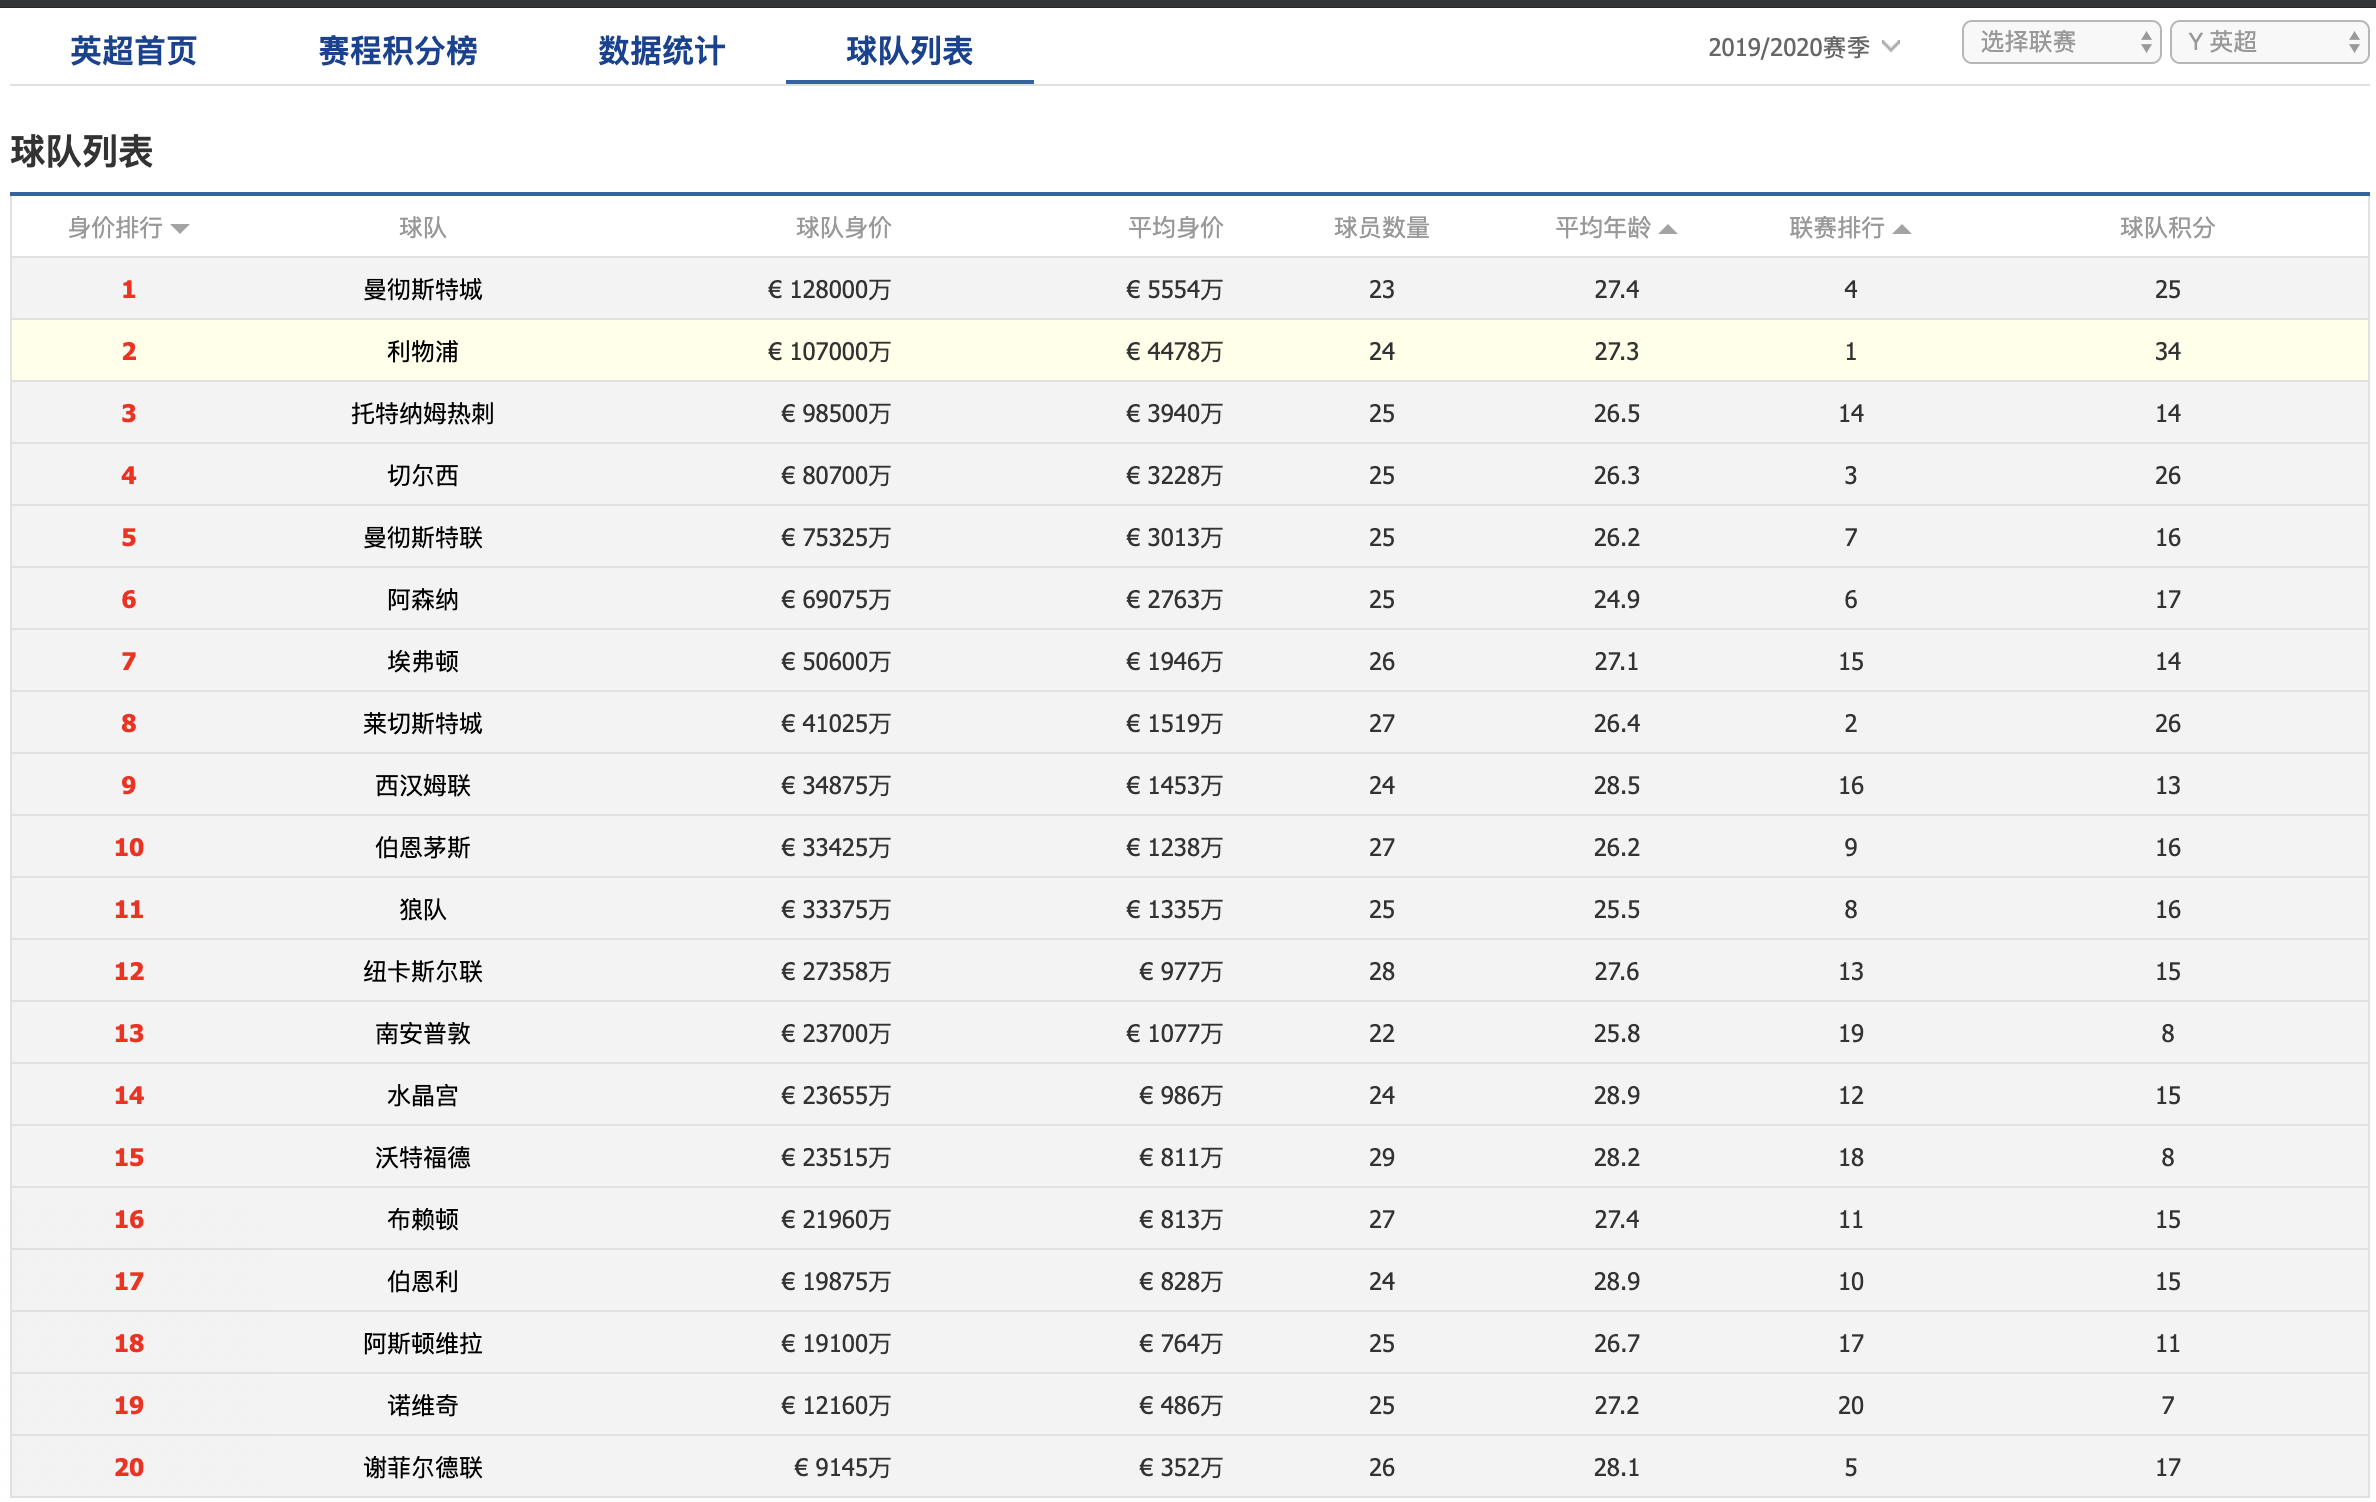 英超首页 赛程积分榜 数据统计 球队列表 2019/2020赛季 选择联赛 Y 英超
球队列表
身价排行 球队 球队身价 平均身价 球员数量 平均年龄 联赛排行 球队积分
1 曼彻斯特城 € 128000万 € 5554万 23 27.4 4 25
2 利物浦 € 107000万 € 4478万 24 27.3 1 34
3 托特纳姆热刺 € 98500万 € 3940万 25 26.5 14 14
4 切尔西 € 80700万 € 3228万 25 26.3 3 26
5 曼彻斯特联 € 75325万 € 3013万 25 26.2 7 16
6 阿森纳 € 69075万 € 2763万 25 24.9 6 17
7 埃弗顿 € 50600万 € 1946万 26 27.1 15 14
8 莱切斯特城 € 41025万 € 1519万 27 26.4 2 26
9 西汉姆联 € 34875万 € 1453万 24 28.5 16 13
10 伯恩茅斯 € 33425万 € 1238万 27 26.2 9 16
11 狼队 € 33375万 € 1335万 25 25.5 8 16
12 纽卡斯尔联 € 27358万 € 977万 28 27.6 13 15
13 南安普敦 € 23700万 € 1077万 22 25.8 19 8
14 水晶宫 € 23655万 € 986万 24 28.9 12 15
15 沃特福德 € 23515万 € 811万 29 28.2 18 8
16 布赖顿 € 21960万 € 813万 27 27.4 11 15
17 伯恩利 € 19875万 € 828万 24 28.9 10 15
18 阿斯顿维拉 € 19100万 € 764万 25 26.7 17 11
19 诺维奇 € 12160万 € 486万 25 27.2 20 7
20 谢菲尔德联 € 9145万 € 352万 26 28.1 5 17